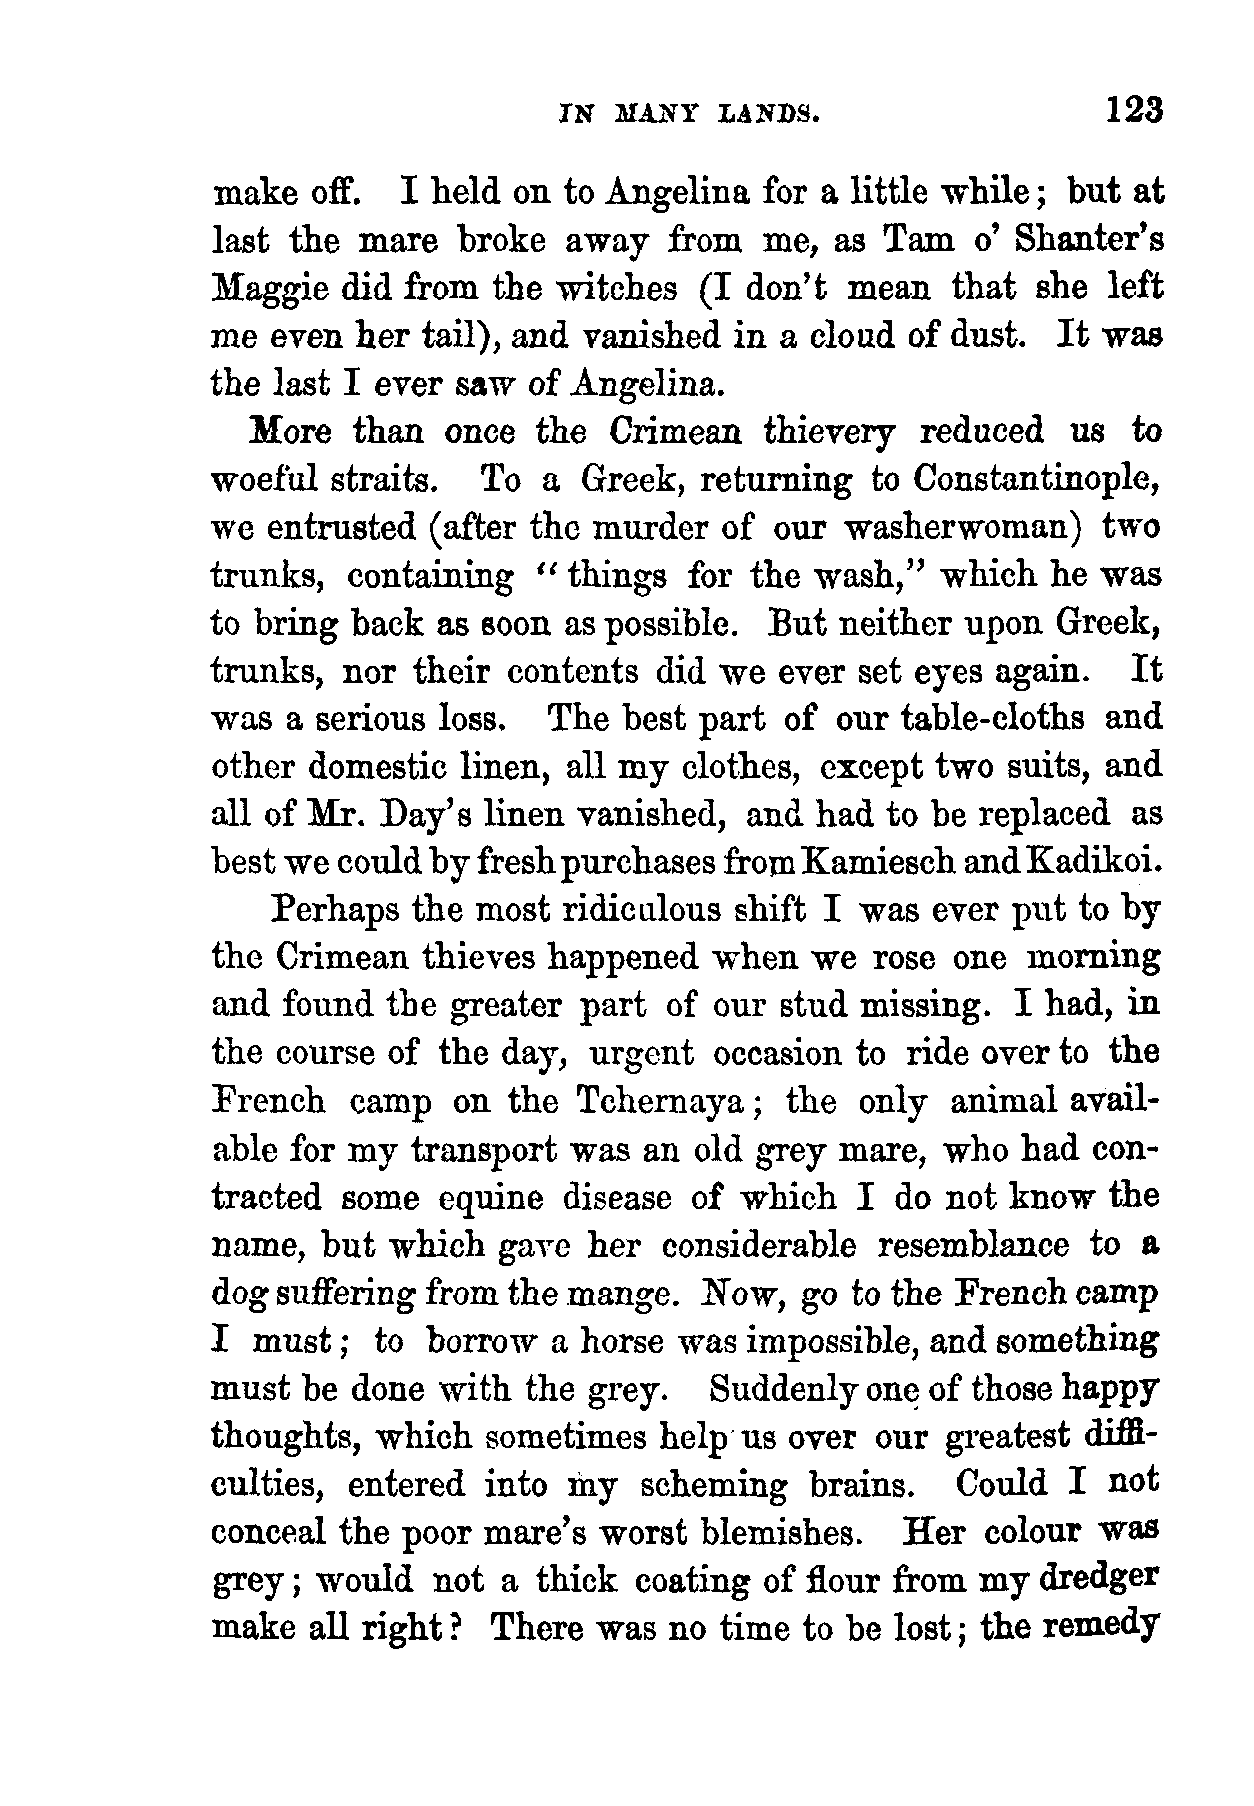 IN MANY LANDS. 123
make off. I held on to Angelina for a little while; but at
last the mare broke away from me, as Tam o' Shanter's
Maggie did from the witches (I don't mean that she left
me even her tail), and vanished in a cloud of dust. It was
the last I ever saw of Angelina.
More than once the Crimean thievery reduced us to
woeful straits. To a Greek, returning to Constantinople,
we entrusted (after the murder of our washerwoman) two
trunks, containing "things for the wash," which he was
to bring back as soon as possible. But neither upon Greek,
trunks, nor their contents did we ever set eyes again. It
was a serious loss. The best part of our table-cloths and
other domestic linen, all my clothes, except two suits, and
all of Mr. Day's linen vanished, and had to be replaced as
best we could by fresh purchases from Kamiesch and Kadikoi.
Perhaps the most ridiculous shift I was ever put to by
the Crimean thieves happened when we rose one morning
and found the greater part of our stud missing. I had, in
the course of the day, urgent occasion to ride over to the
French camp on the Tchernaya; the only animal avail-
able for my transport was an old grey mare, who had con-
tracted some equine disease of which I do not know the
name, but which gave her considerable resemblance to a
dog suffering from the mange. Now, go to the French camp
I must; to borrow a horse was impossible, and something
must be done with the grey. Suddenly one of those happy
thoughts, which sometimes help us over our greatest diffi-
culties, entered into my scheming brains. Could I not
conceal the poor mare's worst blemishes. Her colour was
grey; would not a thick coating of flour from my dredger
make all right? There was no time to be lost; the remedy